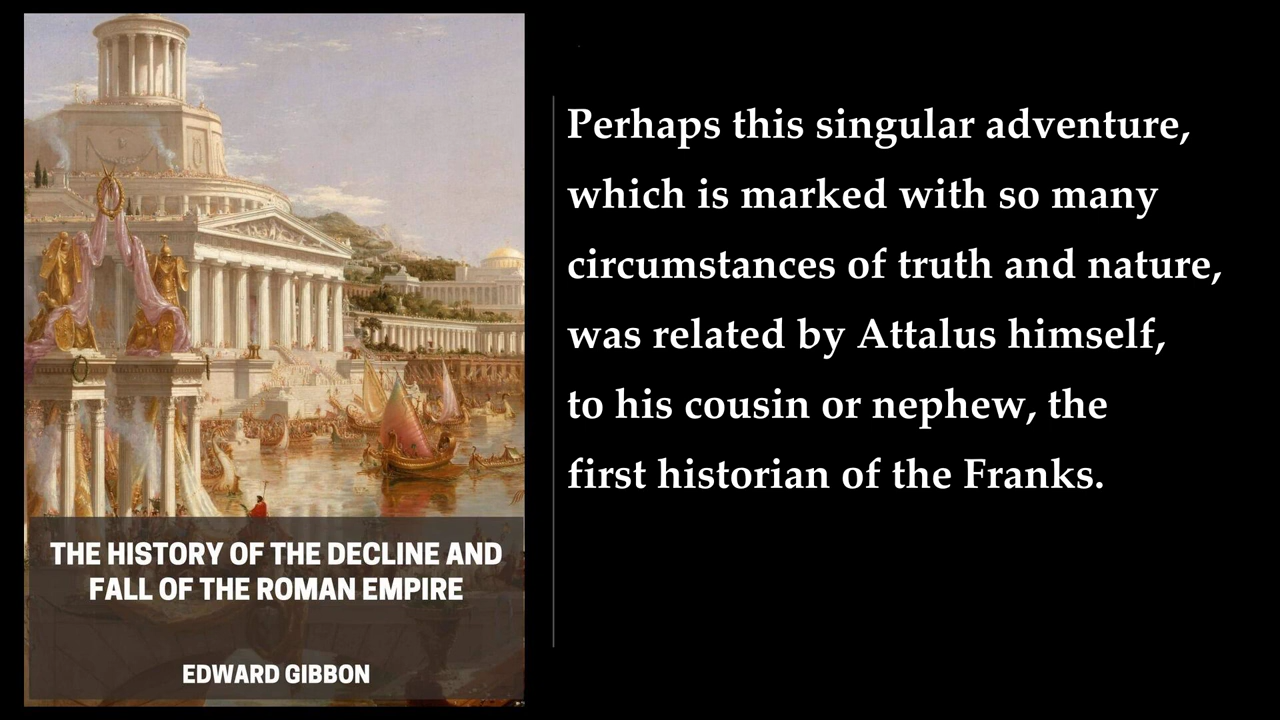 Perhaps this singular adventure,
which is marked with so many
circumstances of truth and nature,
was related by Attalus himself,
to his cousin or nephew, the
first historian of the Franks.
THE HISTORY OF THE DECLINE AND
FALL OF THE ROMAN EMPIRE
EDWARD GIBBON